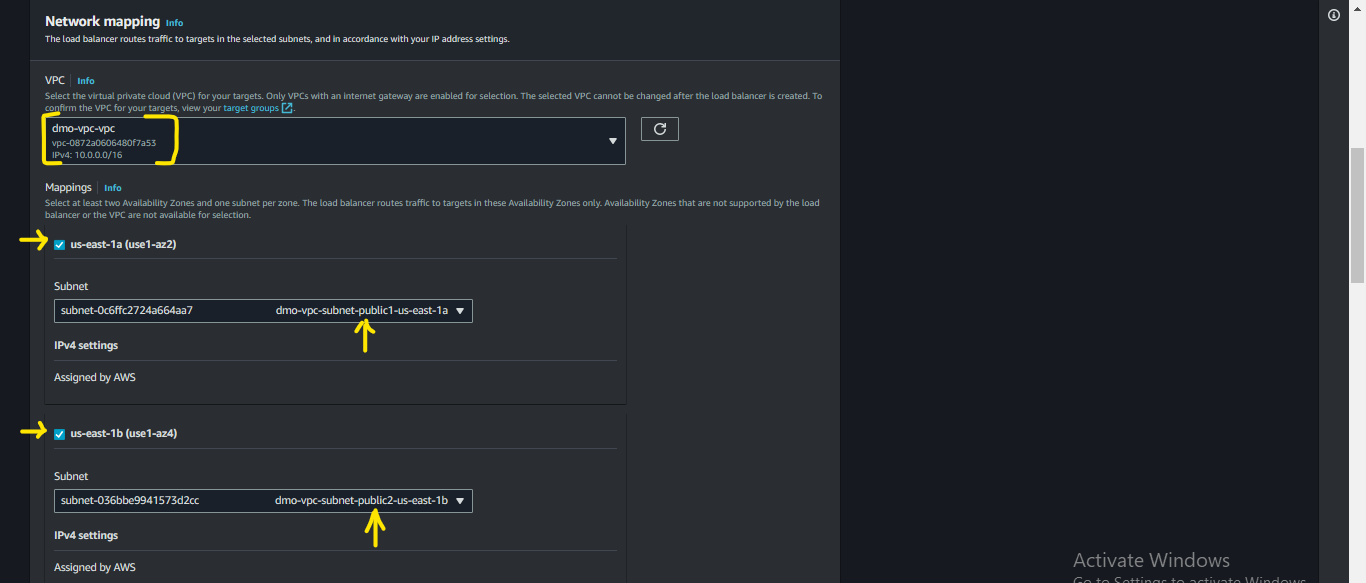 Network mapping Info
The load balancer routes traffic to targets in the selected subnets, and in accordance with your IP address settings.
VPC Info
Select the virtual private cloud (VPC) for your targets. Only VPCs with an internet gateway are enabled for selection. The selected VPC cannot be changed after the load balancer is created. To
confirm the VPC for your targets, view your target groups.
dmo-vpc-vpc
vpc-0872a0606480f7a53
IPv4: 10.0.0.0/16
Mappings Info
Select at least two Availability Zones and one subnet per zone. The load balancer routes traffic to targets in these Availability Zones only. Availability Zones that are not supported by the load
balancer or the VPC are not available for selection.
us-east-1a (use1-az2)
Subnet
subnet-0c6ffc2724a664aa7 dmo-vpc-subnet-public1-us-east-1a
IPv4 settings
Assigned by AWS
us-east-1b (use1-az4)
Subnet
subnet-036bbe9941573d2cc dmo-vpc-subnet-public2-us-east-1b
IPv4 settings
Assigned by AWS
Activate Windows
Go to Settings to activate Windows.